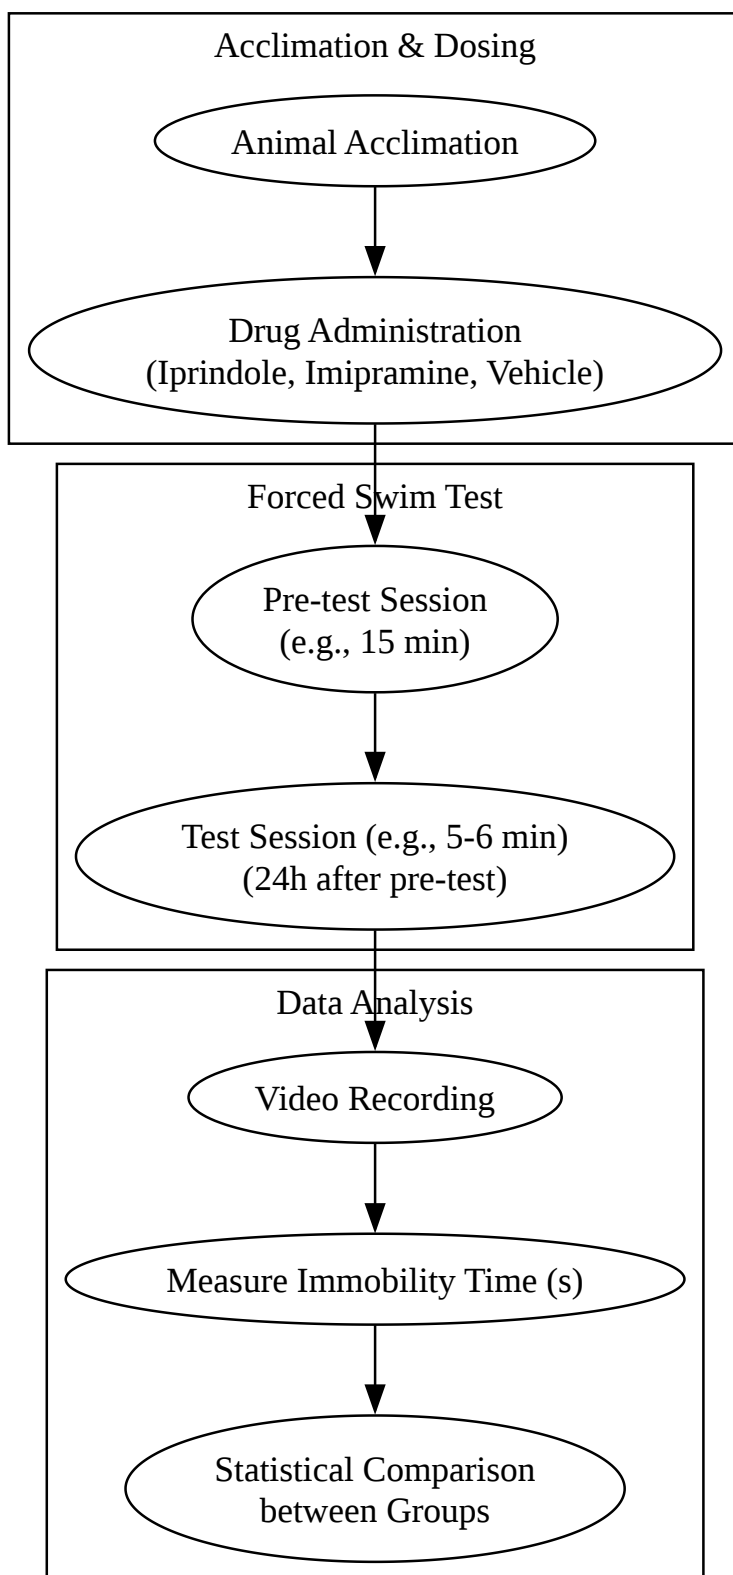 Acclimation & Dosing
Animal Acclimation
Drug Administration
(Iprindole, Imipramine, Vehicle)
Forced Swim Test
Pre-test Session
(e.g., 15 min)
Test Session (e.g., 5-6 min)
(24h after pre-test)
Data Analysis
Video Recording
Measure Immobility Time (s)
Statistical Comparison
between Groups